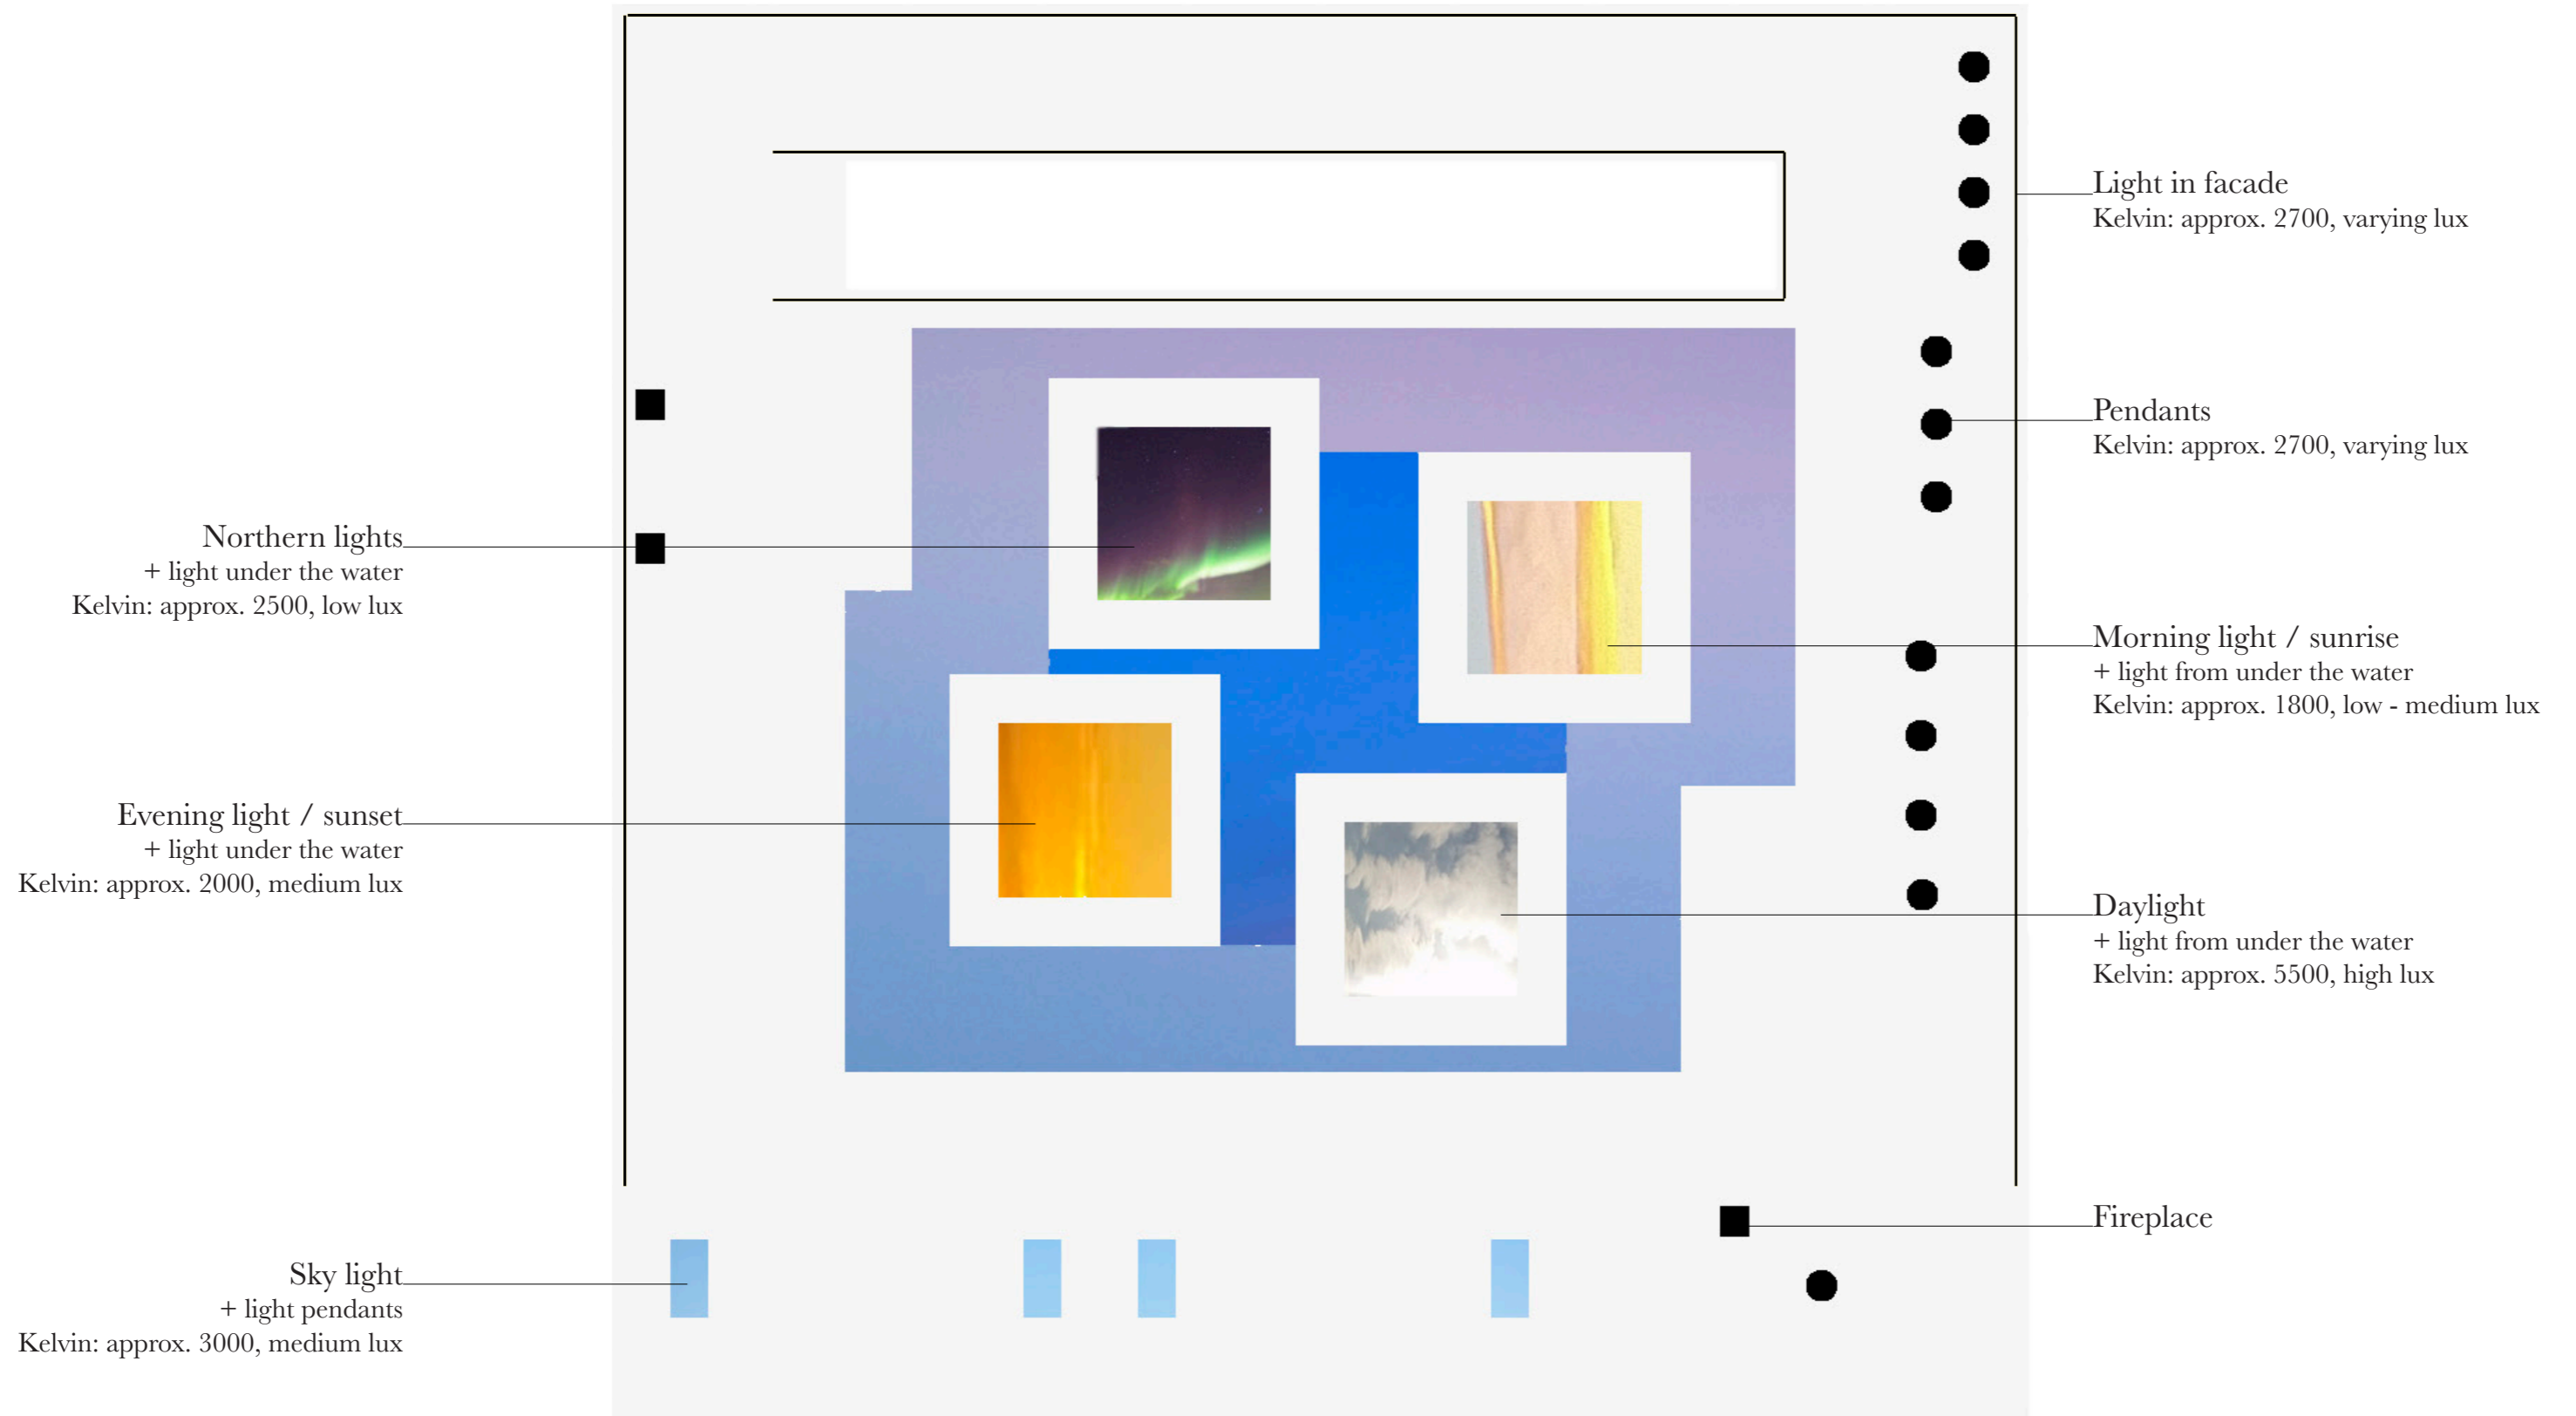 Northern lights
+ light under the water
Kelvin: approx. 2500, low lux
Evening light / sunset
+ light under the water
Kelvin: approx. 2000, medium lux
Sky light
+ light pendants
Kelvin: approx. 3000, medium lux
Light in facade
Kelvin: approx. 2700, varying lux
Pendants
Kelvin: approx. 2700, varying lux
Morning light / sunrise
+ light from under the water
Kelvin: approx. 1800, low - medium lux
Daylight
+ light from under the water
Kelvin: approx. 5500, high lux
Fireplace